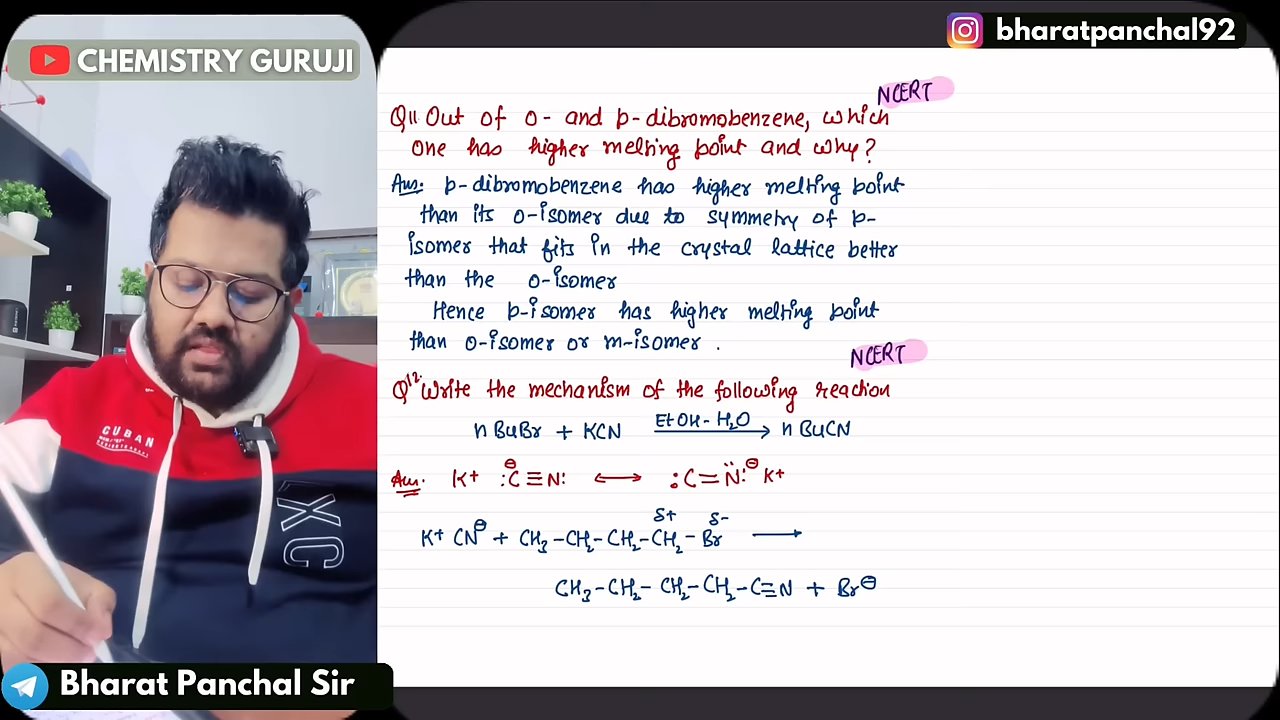 CHEMISTRY GURUJI
bharatpanchal92
NCERT
Q11 Out of o- and p-dibromobenzene, which
one has higher melting point and why?
Ans: p-dibromobenzene has higher melting point
than its o-isomer due to symmetry of p-
isomer that fits in the crystal lattice better
than the o-isomer
Hence p-isomer has higher melting point
than o-isomer or m-isomer.
NCERT
Q12. Write the mechanism of the following reaction
nBuBr + KCN EtOH-H2O ⟶ nBuCN
Ans. K+ :C⊖≡N: ⟷ :C=N̈:⊖ K+
K+ CN⊖ + CH3-CH2-CH2-CH2 δ+ -Br δ- ⟶
CH3-CH2-CH2-CH2-C≡N + Br⊖
CUBAN
XC
Bharat Panchal Sir